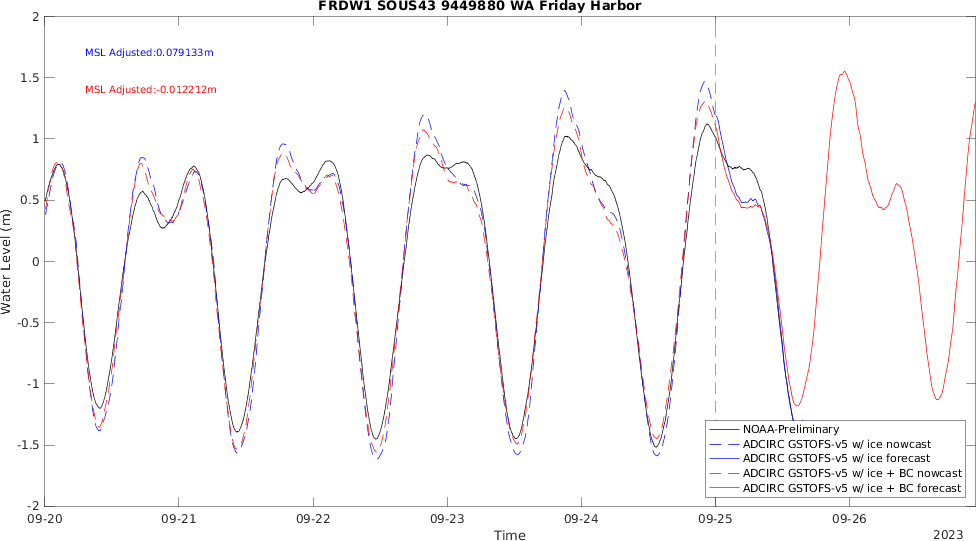 FRDW1 SOUS43 9449880 WA Friday Harbor
MSL Adjusted:0.079133m
MSL Adjusted:-0.012212m
Water Level (m)
2
1.5
1
0.5
0
-0.5
-1
-1.5
-2
NOAA-Preliminary
ADCIRC GSTOFS-v5 w/ ice nowcast
ADCIRC GSTOFS-v5 w/ ice forecast
ADCIRC GSTOFS-v5 w/ ice + BC nowcast
ADCIRC GSTOFS-v5 w/ ice + BC forecast
09-20 09-21 09-22 09-23 09-24 09-25 09-26
Time
2023